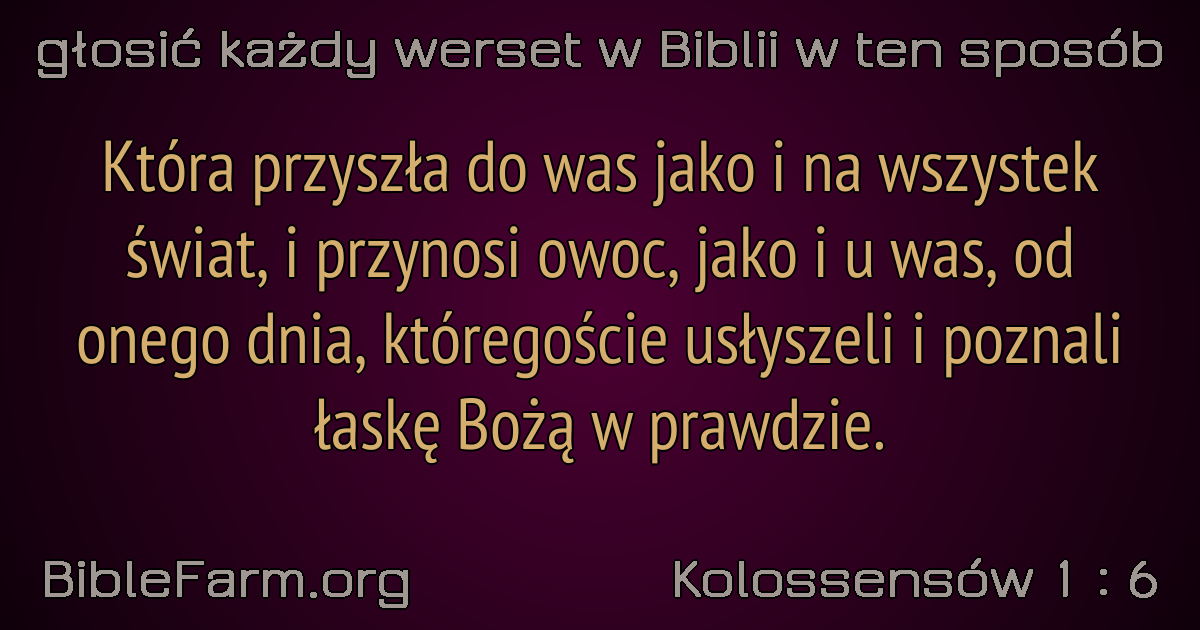 głosić każdy werset w Biblii w ten sposób
Która przyszła do was jako i na wszystek
świat, i przynosi owoc, jako i u was, od
onego dnia, któregoście usłyszeli i poznali
łaskę Bożą w prawdzie.
BibleFarm.org
Kolossensów 1 : 6